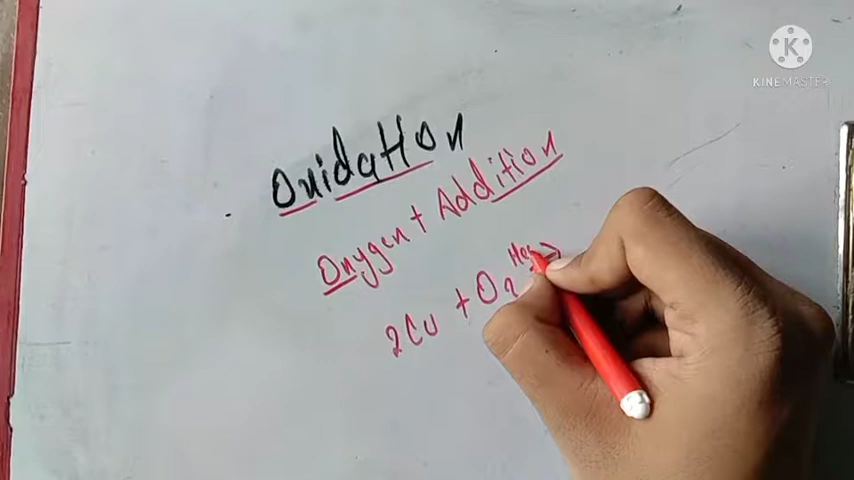 K
KINEMASTER
Oxidation
Oxygen + Addition
2Cu + O2